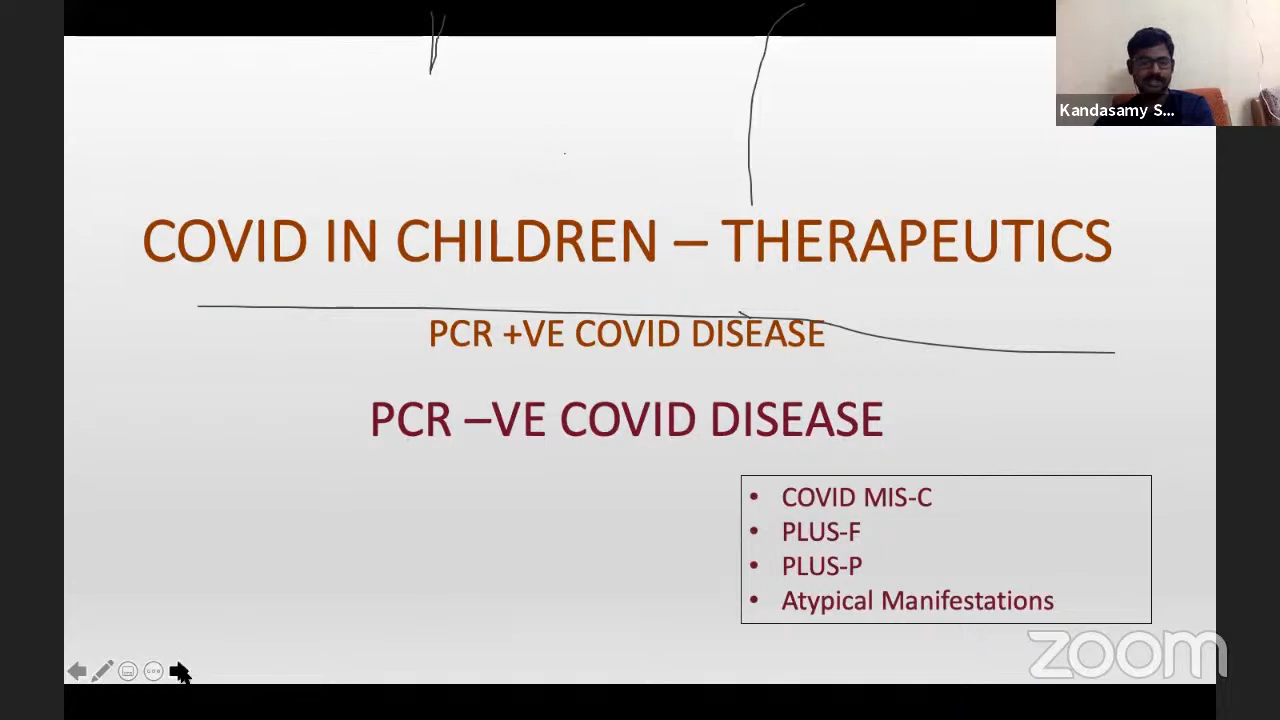 Kandasamy S...
COVID IN CHILDREN – THERAPEUTICS
PCR +VE COVID DISEASE
PCR –VE COVID DISEASE
• COVID MIS-C
• PLUS-F
• PLUS-P
• Atypical Manifestations
zoom